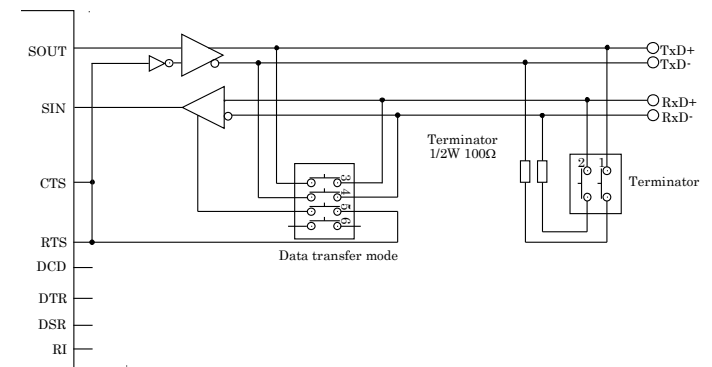 SOUT
TxD+
TxD-
SIN
RxD+
RxD-
Terminator
1/2W 100Ω
2 1
3
4
5
6
CTS
Terminator
RTS
Data transfer mode
DCD
DTR
DSR
RI